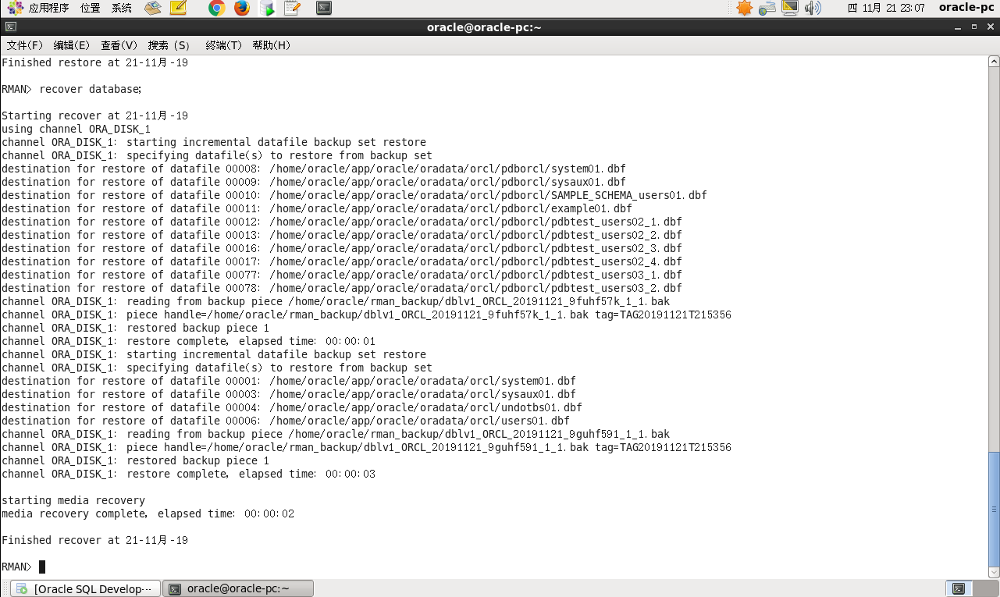 应用程序 位置 系统 四 11月 21 23:07 oracle-pc
oracle@oracle-pc:~
文件(F) 编辑(E) 查看(V) 搜索 (S) 终端(T) 帮助(H)
Finished restore at 21-11月-19
RMAN> recover database;
Starting recover at 21-11月-19
using channel ORA_DISK_1
channel ORA_DISK_1: starting incremental datafile backup set restore
channel ORA_DISK_1: specifying datafile(s) to restore from backup set
destination for restore of datafile 00008: /home/oracle/app/oracle/oradata/orcl/pdborcl/system01.dbf
destination for restore of datafile 00009: /home/oracle/app/oracle/oradata/orcl/pdborcl/sysaux01.dbf
destination for restore of datafile 00010: /home/oracle/app/oracle/oradata/orcl/pdborcl/SAMPLE_SCHEMA_users01.dbf
destination for restore of datafile 00011: /home/oracle/app/oracle/oradata/orcl/pdborcl/example01.dbf
destination for restore of datafile 00012: /home/oracle/app/oracle/oradata/orcl/pdborcl/pdbtest_users02_1.dbf
destination for restore of datafile 00013: /home/oracle/app/oracle/oradata/orcl/pdborcl/pdbtest_users02_2.dbf
destination for restore of datafile 00016: /home/oracle/app/oracle/oradata/orcl/pdborcl/pdbtest_users02_3.dbf
destination for restore of datafile 00017: /home/oracle/app/oracle/oradata/orcl/pdborcl/pdbtest_users02_4.dbf
destination for restore of datafile 00077: /home/oracle/app/oracle/oradata/orcl/pdborcl/pdbtest_users03_1.dbf
destination for restore of datafile 00078: /home/oracle/app/oracle/oradata/orcl/pdborcl/pdbtest_users03_2.dbf
channel ORA_DISK_1: reading from backup piece /home/oracle/rman_backup/dblv1_ORCL_20191121_9fuhf57k_1_1.bak
channel ORA_DISK_1: piece handle=/home/oracle/rman_backup/dblv1_ORCL_20191121_9fuhf57k_1_1.bak tag=TAG20191121T215356
channel ORA_DISK_1: restored backup piece 1
channel ORA_DISK_1: restore complete, elapsed time: 00:00:01
channel ORA_DISK_1: starting incremental datafile backup set restore
channel ORA_DISK_1: specifying datafile(s) to restore from backup set
destination for restore of datafile 00001: /home/oracle/app/oracle/oradata/orcl/system01.dbf
destination for restore of datafile 00003: /home/oracle/app/oracle/oradata/orcl/sysaux01.dbf
destination for restore of datafile 00004: /home/oracle/app/oracle/oradata/orcl/undotbs01.dbf
destination for restore of datafile 00006: /home/oracle/app/oracle/oradata/orcl/users01.dbf
channel ORA_DISK_1: reading from backup piece /home/oracle/rman_backup/dblv1_ORCL_20191121_9guhf591_1_1.bak
channel ORA_DISK_1: piece handle=/home/oracle/rman_backup/dblv1_ORCL_20191121_9guhf591_1_1.bak tag=TAG20191121T215356
channel ORA_DISK_1: restored backup piece 1
channel ORA_DISK_1: restore complete, elapsed time: 00:00:03
starting media recovery
media recovery complete, elapsed time: 00:00:02
Finished recover at 21-11月-19
RMAN>
[Oracle SQL Develop··· oracle@oracle-pc:~